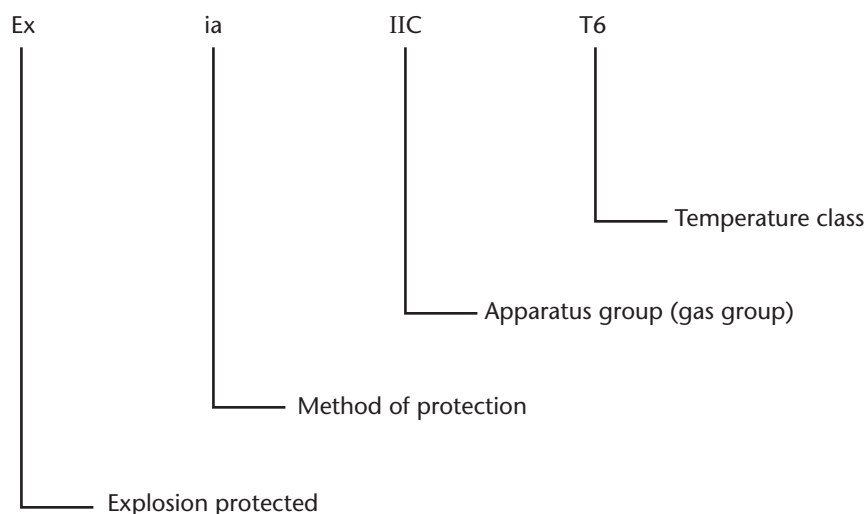 Ex ia IIC T6
Temperature class
Apparatus group (gas group)
Method of protection
Explosion protected